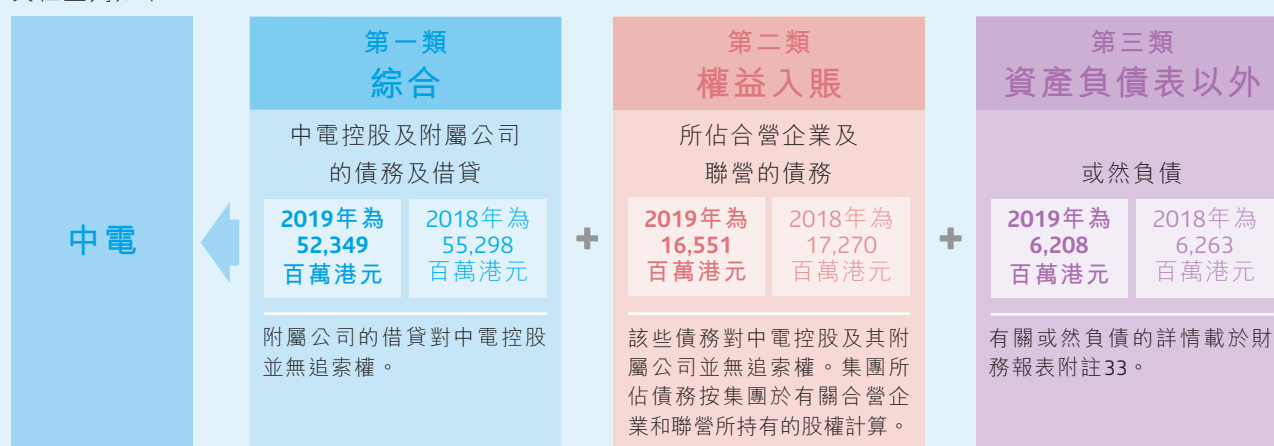 中電
第一類
綜合
中電控股及附屬公司
的債務及借貸
2019年為
52,349
百萬港元
2018年為
55,298
百萬港元
附屬公司的借貸對中電控股
並無追索權。
+
第二類
權益入賬
所佔合營企業及
聯營的債務
2019年為
16,551
百萬港元
2018年為
17,270
百萬港元
該些債務對中電控股及其附
屬公司並無追索權。集團所
佔債務按集團於有關合營企
業和聯營所持有的股權計算。
+
第三類
資產負債表以外
或然負債
2019年為
6,208
百萬港元
2018年為
6,263
百萬港元
有關或然負債的詳情載於財
務報表附註33。